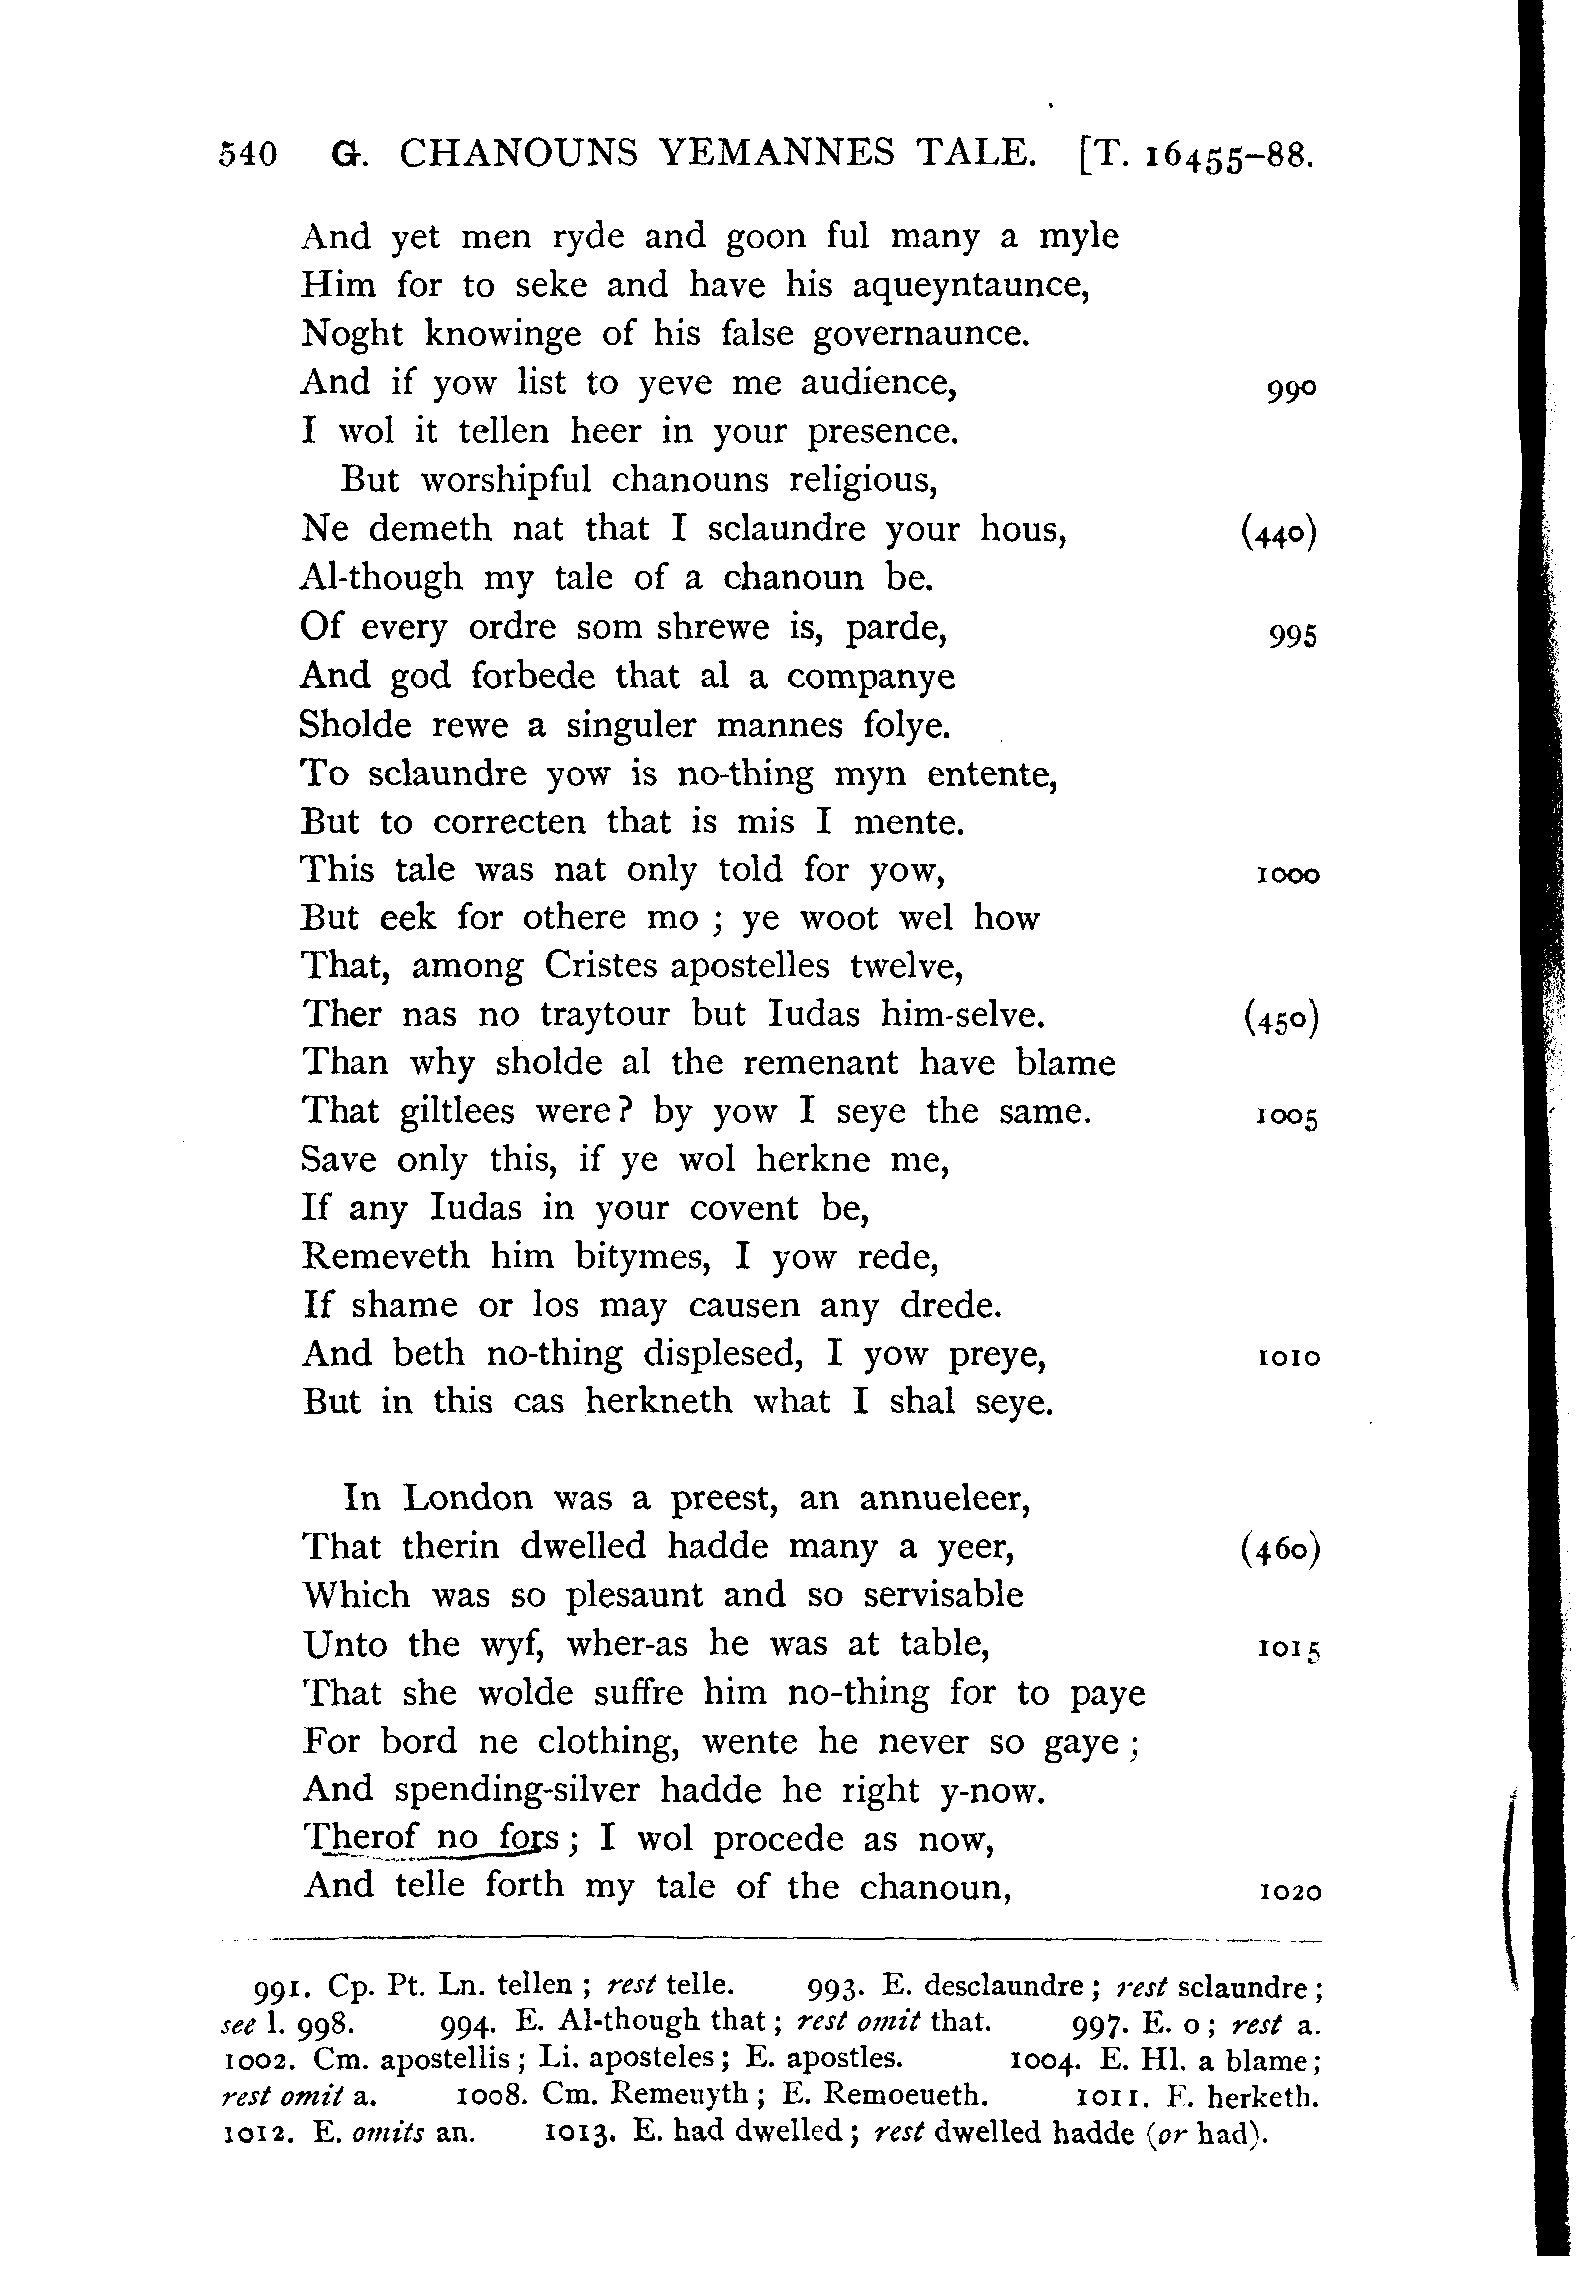 540 G. CHANOUNS YEMANNES TALE. [T. 16455–88.
And yet men ryde and goon ful many a myle
Him for to seke and have his aqueyntaunce,
Noght knowinge of his false governaunce.
And if yow list to yeve me audience, 990
I wol it tellen heer in your presence.
But worshipful chanouns religious,
Ne demeth nat that I sclaundre your hous, (440)
Al-though my tale of a chanoun be.
Of every ordre som shrewe is, parde, 995
And god forbede that al a companye
Sholde rewe a singuler mannes folye.
To sclaundre yow is no-thing myn entente,
But to correcten that is mis I mente.
This tale was nat only told for yow, 1000
But eek for othere mo ; ye woot wel how
That, among Cristes apostelles twelve,
Ther nas no traytour but Iudas him-selve. (450)
Than why sholde al the remenant have blame
That giltlees were? by yow I seye the same. 1005
Save only this, if ye wol herkne me,
If any Iudas in your covent be,
Remeveth him bitymes, I yow rede,
If shame or los may causen any drede.
And beth no-thing displesed, I yow preye, 1010
But in this cas herkneth what I shal seye.
In London was a preest, an annueleer,
That therin dwelled hadde many a yeer, (460)
Which was so plesaunt and so servisable
Unto the wyf, wher-as he was at table, 1015
That she wolde suffre him no-thing for to paye
For bord ne clothing, wente he never so gaye ;
And spending-silver hadde he right y-now.
Therof no fors ; I wol procede as now,
And telle forth my tale of the chanoun, 1020
991. Cp. Pt. Ln. tellen ; rest telle. 993. E. desclaundre ; rest sclaundre ;
see l. 998. 994. E. Al-though that ; rest omit that. 997. E. o ; rest a.
1002. Cm. apostellis ; Li. aposteles ; E. apostles. 1004. E. Hl. a blame ;
rest omit a. 1008. Cm. Remeuyth ; E. Remoeueth. 1011. E. herketh.
1012. E. omits an. 1013. E. had dwelled ; rest dwelled hadde (or had).